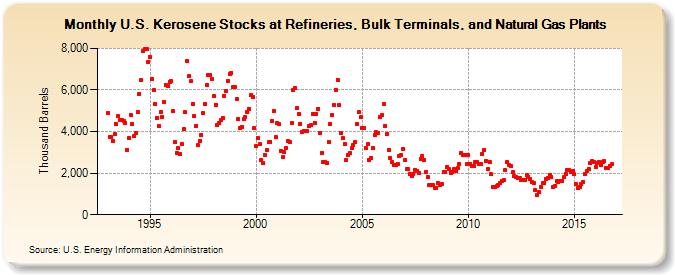 Monthly U.S. Kerosene Stocks at Refineries, Bulk Terminals, and Natural Gas Plants
Thousand Barrels
8,000
6,000
4,000
2,000
0
1995 2000 2005 2010 2015
Source: U.S. Energy Information Administration